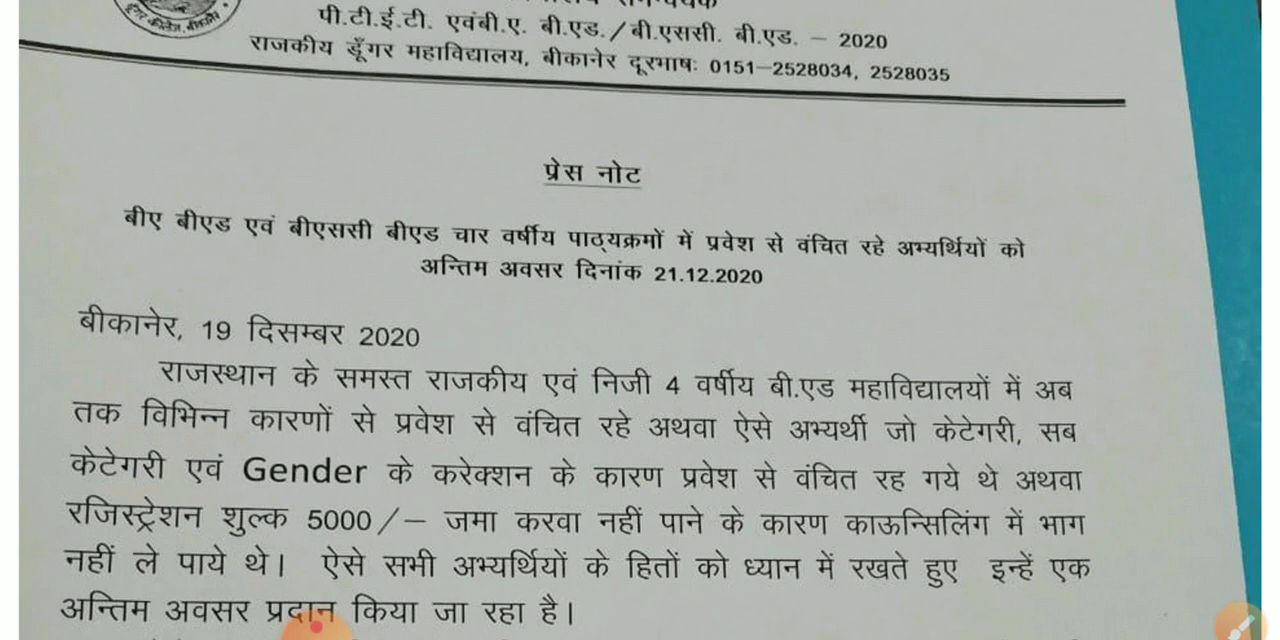 डूँगर कॉलेज, बीकानेर
पी.टी.ई.टी. एवंबी.ए. बी.एड./बी.एससी. बी.एड. – 2020
राजकीय डूँगर महाविद्यालय, बीकानेर दूरभाषः 0151–2528034, 2528035
प्रेस नोट
बीए बीएड एवं बीएससी बीएड चार वर्षीय पाठ्यक्रमों में प्रवेश से वंचित रहे अभ्यर्थियों को
अन्तिम अवसर दिनांक 21.12.2020
बीकानेर, 19 दिसम्बर 2020
राजस्थान के समस्त राजकीय एवं निजी 4 वर्षीय बी.एड महाविद्यालयों में अब
तक विभिन्न कारणों से प्रवेश से वंचित रहे अथवा ऐसे अभ्यर्थी जो केटेगरी, सब
केटेगरी एवं Gender के करेक्शन के कारण प्रवेश से वंचित रह गये थे अथवा
रजिस्ट्रेशन शुल्क 5000/– जमा करवा नहीं पाने के कारण काऊन्सिलिंग में भाग
नहीं ले पाये थे। ऐसे सभी अभ्यर्थियों के हितों को ध्यान में रखते हुए इन्हें एक
अन्तिम अवसर प्रदान किया जा रहा है।